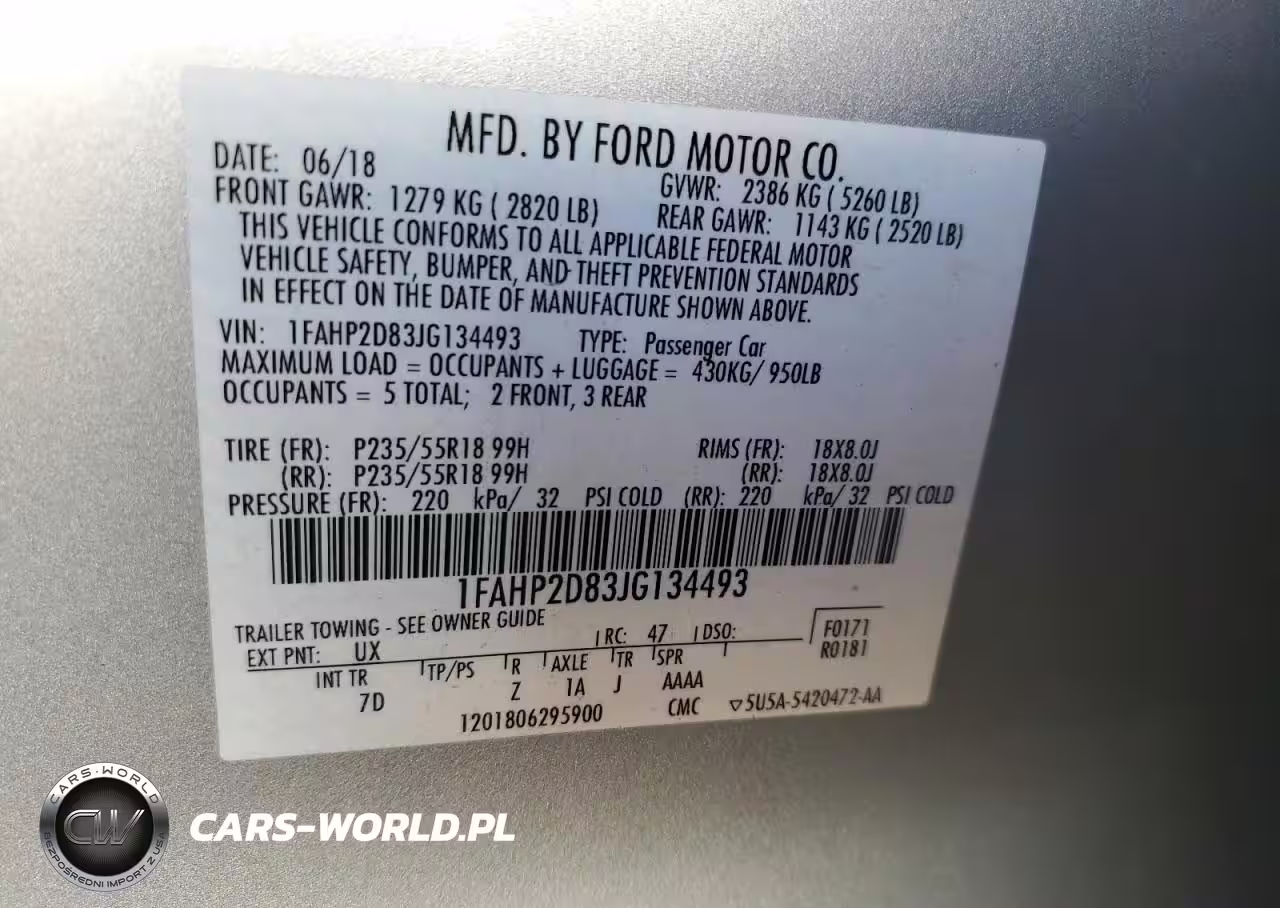 MFD. BY FORD MOTOR CO.
DATE: 06/18 GVWR: 2386 KG ( 5260 LB)
FRONT GAWR: 1279 KG ( 2820 LB) REAR GAWR: 1143 KG ( 2520 LB)
THIS VEHICLE CONFORMS TO ALL APPLICABLE FEDERAL MOTOR
VEHICLE SAFETY, BUMPER, AND THEFT PREVENTION STANDARDS
IN EFFECT ON THE DATE OF MANUFACTURE SHOWN ABOVE.
VIN: 1FAHP2D83JG134493 TYPE: Passenger Car
MAXIMUM LOAD = OCCUPANTS + LUGGAGE = 430KG/ 950LB
OCCUPANTS = 5 TOTAL; 2 FRONT, 3 REAR
TIRE (FR): P235/55R18 99H RIMS (FR): 18X8.0J
(RR): P235/55R18 99H (RR): 18X8.0J
PRESSURE (FR): 220 kPa/ 32 PSI COLD (RR): 220 kPa/ 32 PSI COLD
1FAHP2D83JG134493
TRAILER TOWING - SEE OWNER GUIDE
EXT PNT: UX RC: 47 DSO: F0171
R0181
INT TR TP/PS R AXLE TR SPR
7D Z 1A J AAAA
1201806295900 CMC ▽5U5A-5420472-AA
CARS-WORLD
CW
BEZPOŚREDNI IMPORT Z USA
CARS-WORLD.PL